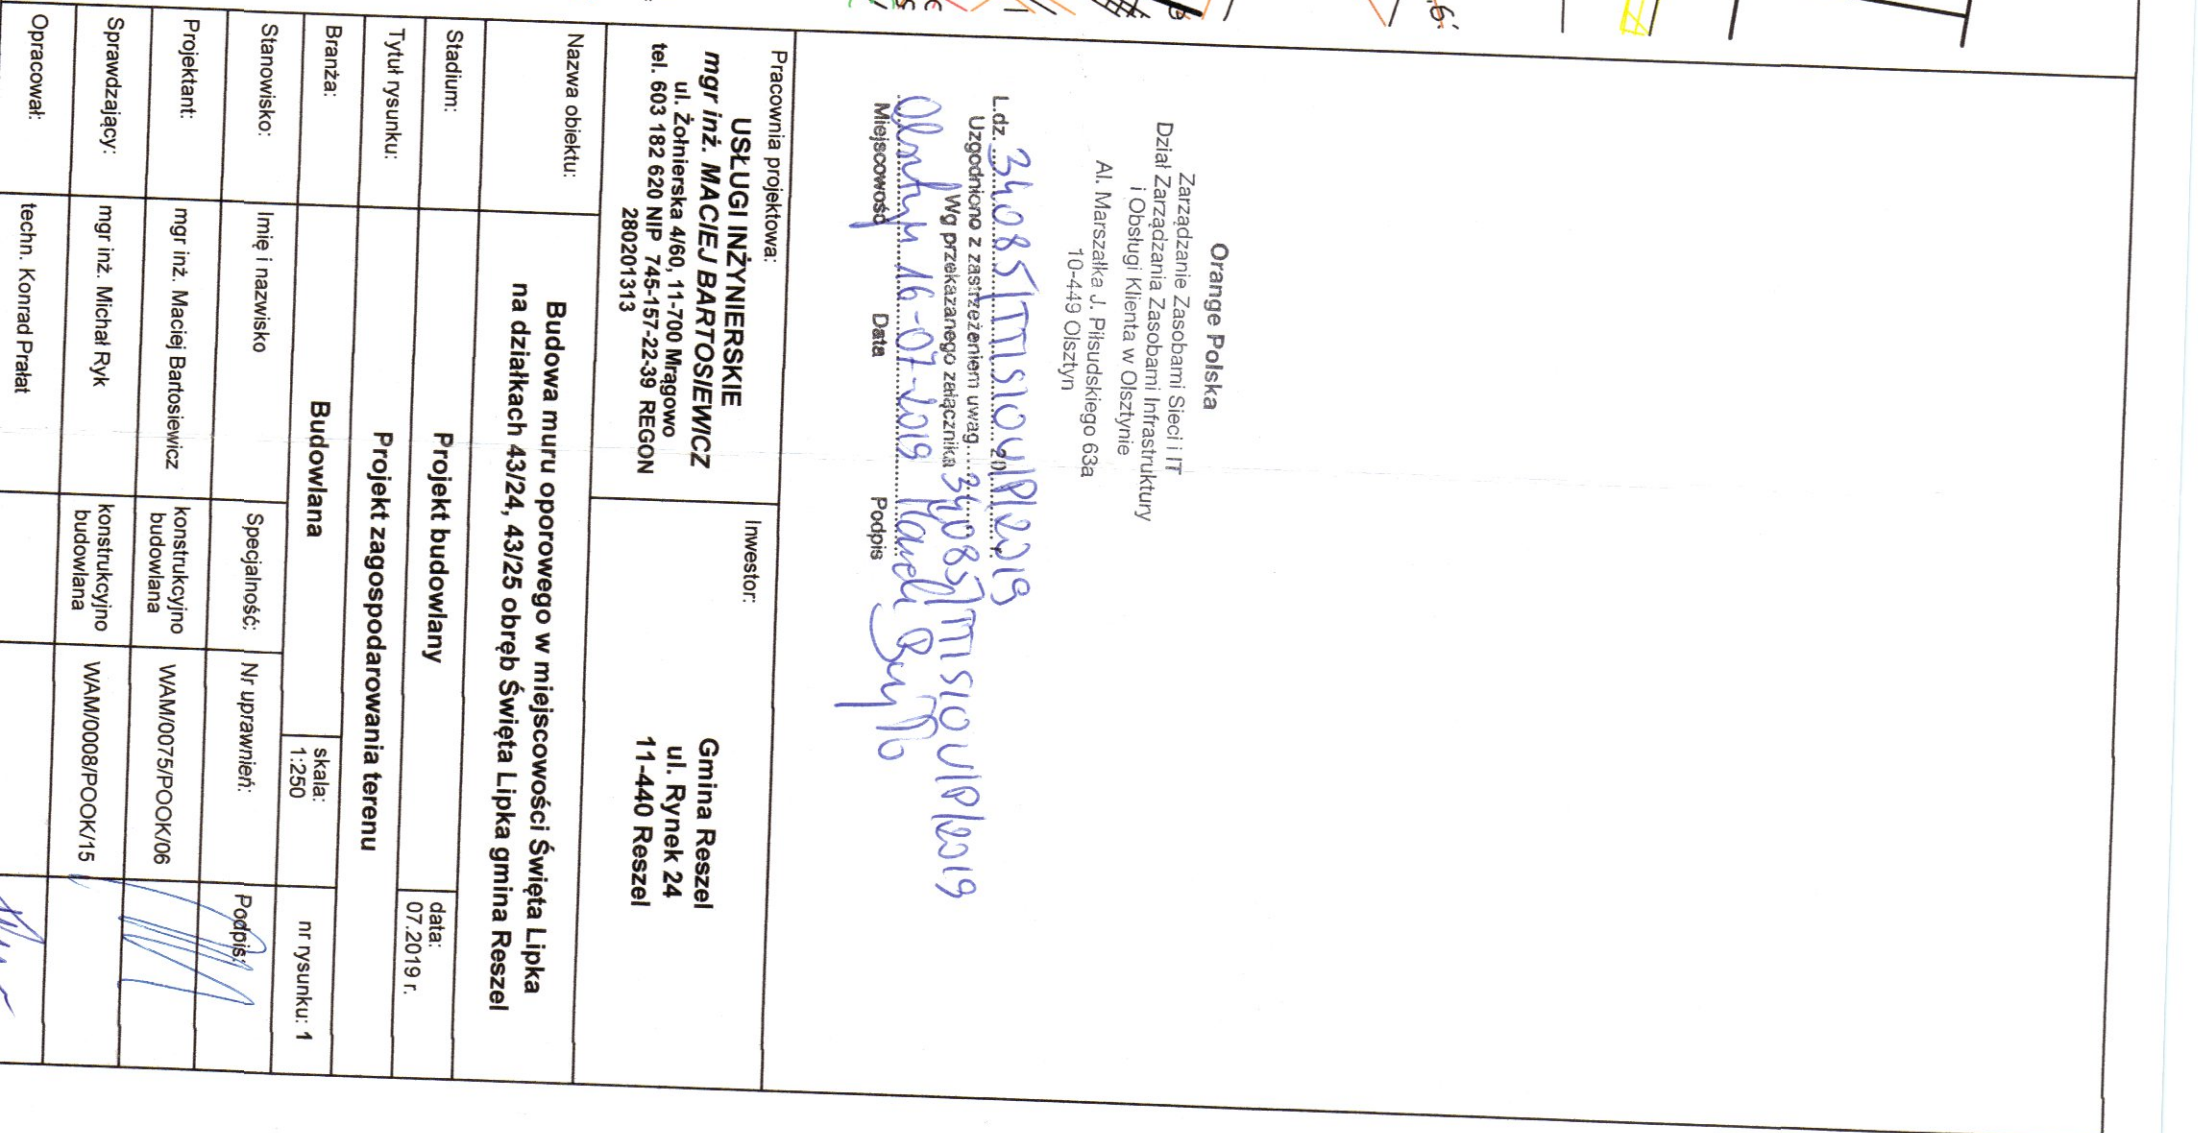 Orange Polska
Zarządzanie Zasobami Sieci i IT
Dział Zarządzania Zasobami Infrastruktury
i Obsługi Klienta w Olsztynie
Al. Marszałka J. Piłsudskiego 63a
10-449 Olsztyn
L.dz. 34085/TTISIOU/P/2019
Uzgodniono z zastrzeżeniem uwag
Wg przekazanego załącznika 34085/TTISIOU/P/2019
Olsztyn 16-07-2019
Miejscowość Data Podpis
Pracownia projektowa:
USŁUGI INŻYNIERSKIE
mgr inż. MACIEJ BARTOSIEWICZ
ul. Żołnierska 4/60, 11-700 Mrągowo
tel. 603 182 620 NIP 745-157-22-39 REGON
280201313
Inwestor:
Gmina Reszel
ul. Rynek 24
11-440 Reszel
Nazwa obiektu:
Budowa muru oporowego w miejscowości Święta Lipka
na działkach 43/24, 43/25 obręb Święta Lipka gmina Reszel
Stadium:
Projekt budowlany
data:
07.2019 r.
Tytuł rysunku:
Projekt zagospodarowania terenu
Branża:
Budowlana
skala:
1:250
nr rysunku: 1
Stanowisko: Imię i nazwisko Specjalność: Nr uprawnień: Podpis:
Projektant: mgr inż. Maciej Bartosiewicz konstrukcyjno WAM/0075/POOK/06
budowlana
Sprawdzający: mgr inż. Michał Ryk konstrukcyjno WAM/0008/POOK/15
budowlana
Opracował: techn. Konrad Prałat